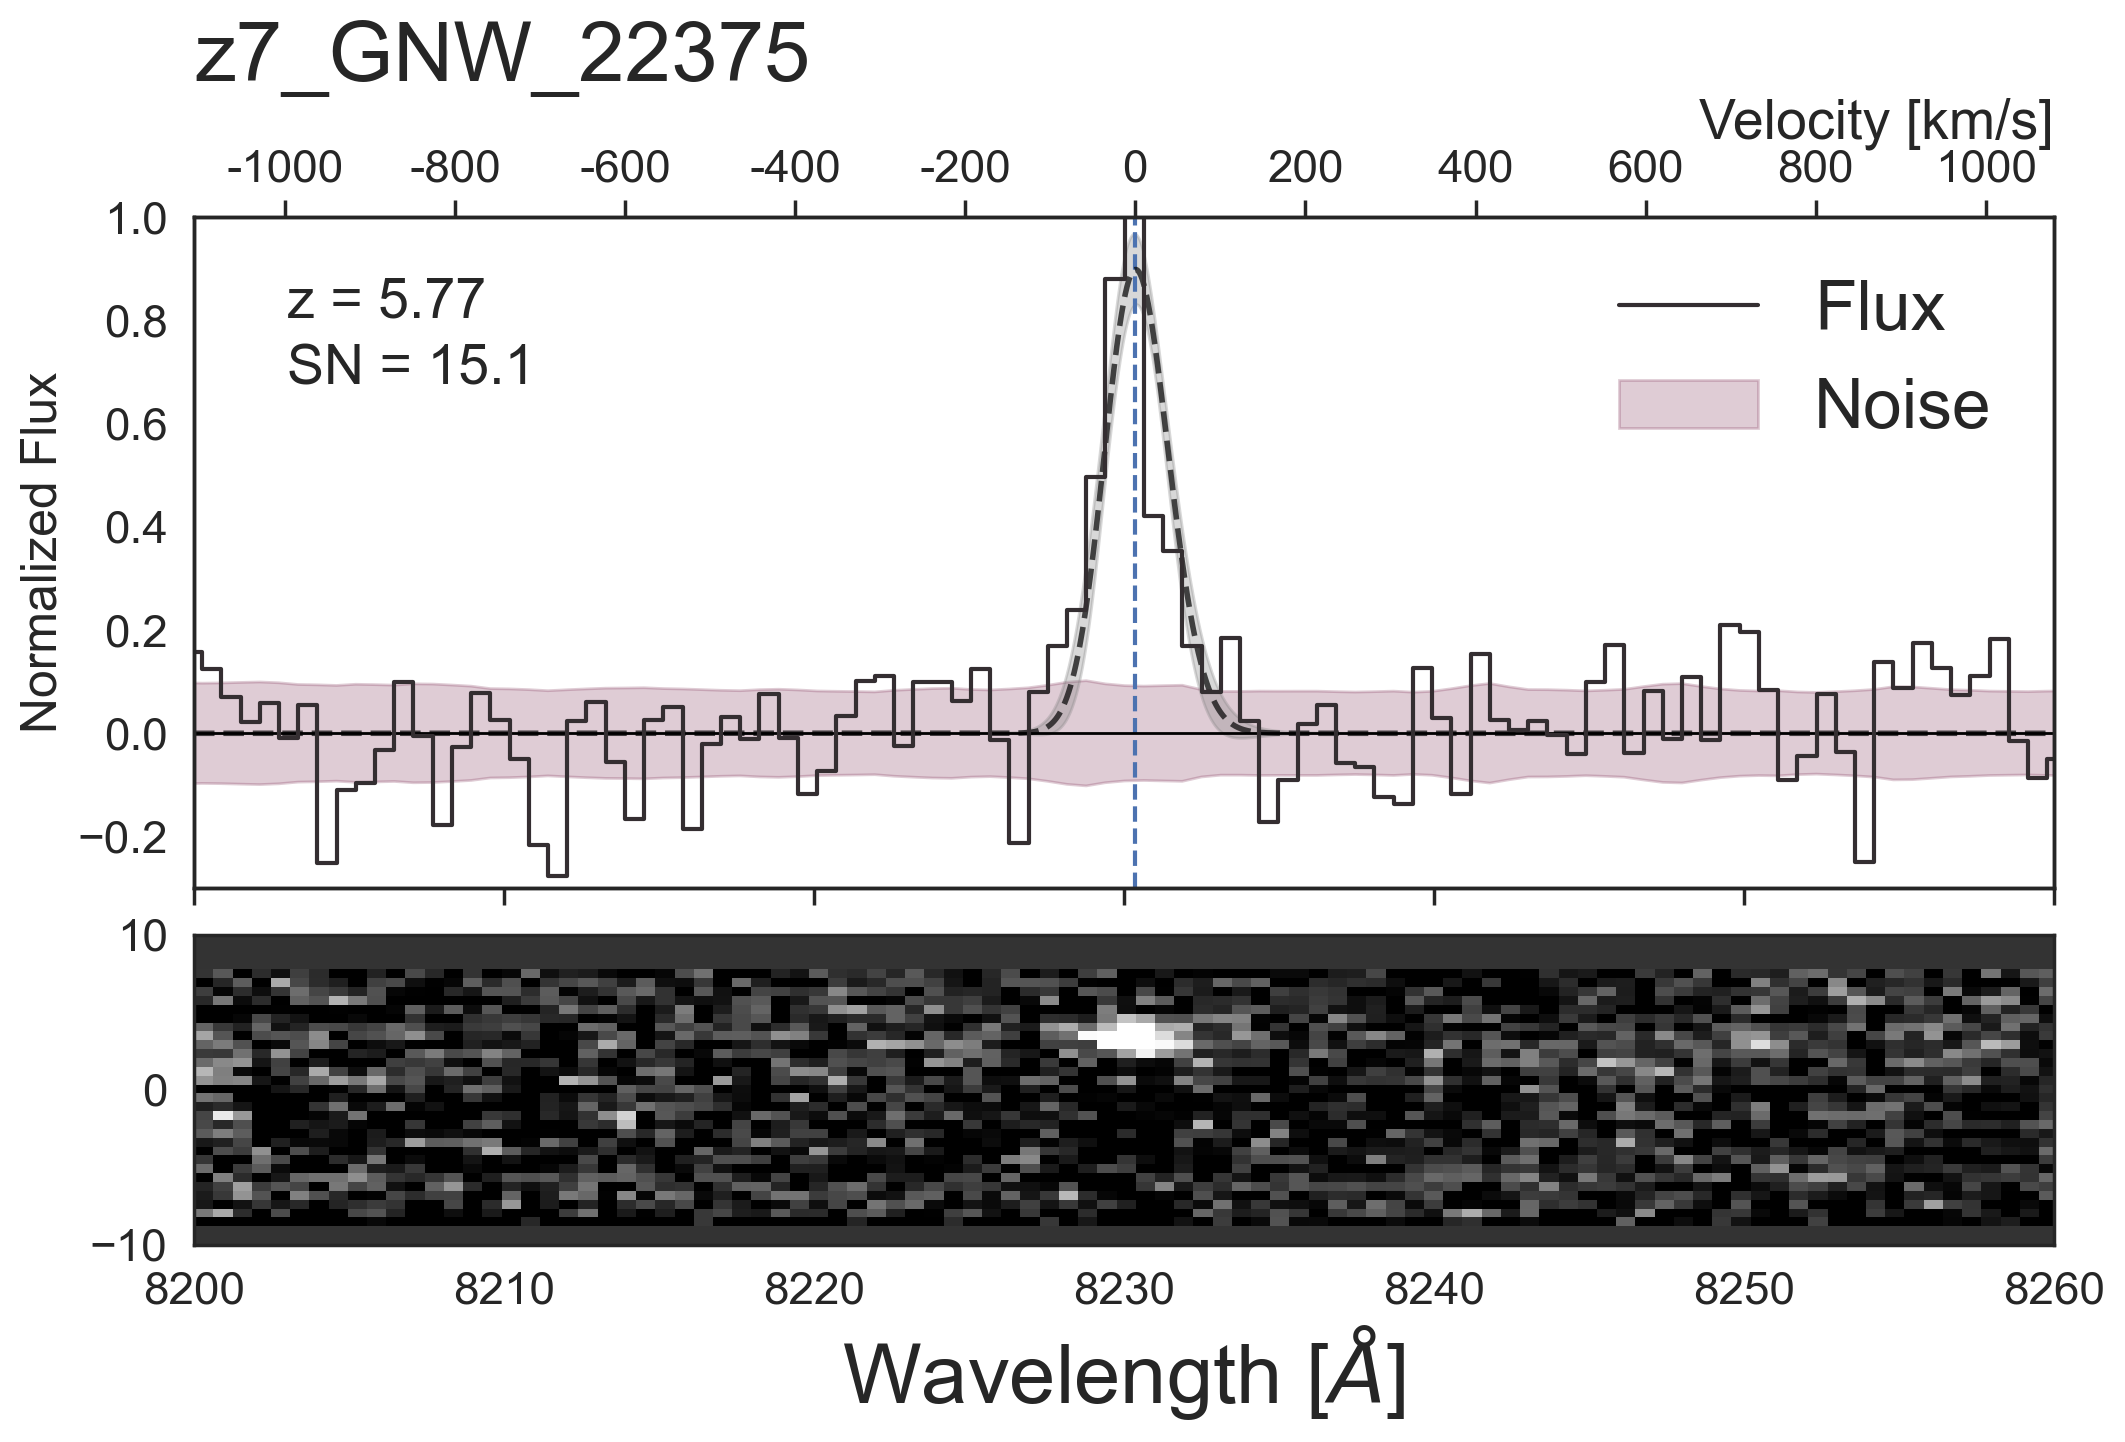 z7_GNW_22375
Velocity [km/s]
-1000 -800 -600 -400 -200 0 200 400 600 800 1000
1.0
0.8
0.6
0.4
0.2
0.0
−0.2
Normalized Flux
z = 5.77
SN = 15.1
Flux
Noise
10
0
−10
8200 8210 8220 8230 8240 8250 8260
Wavelength [Å]